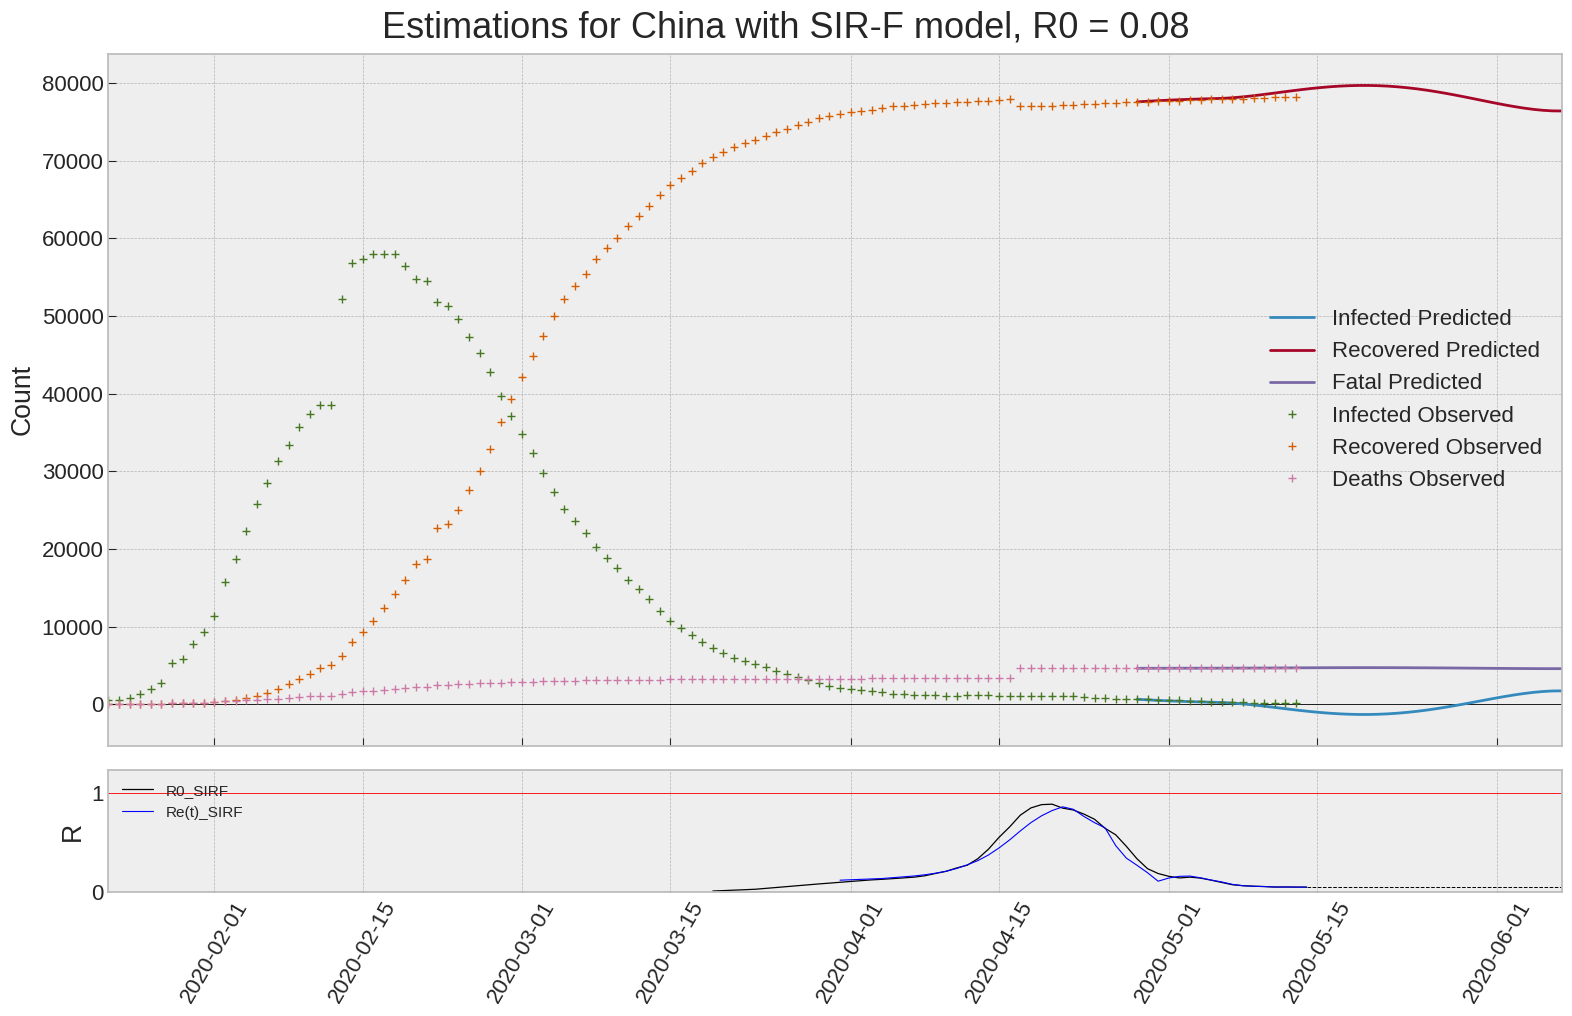 Estimations for China with SIR-F model, R0 = 0.08
Count
80000
70000
60000
50000
40000
30000
20000
10000
0
Infected Predicted
Recovered Predicted
Fatal Predicted
Infected Observed
Recovered Observed
Deaths Observed
R
1
0
R0_SIRF
Re(t)_SIRF
2020-02-01
2020-02-15
2020-03-01
2020-03-15
2020-04-01
2020-04-15
2020-05-01
2020-05-15
2020-06-01